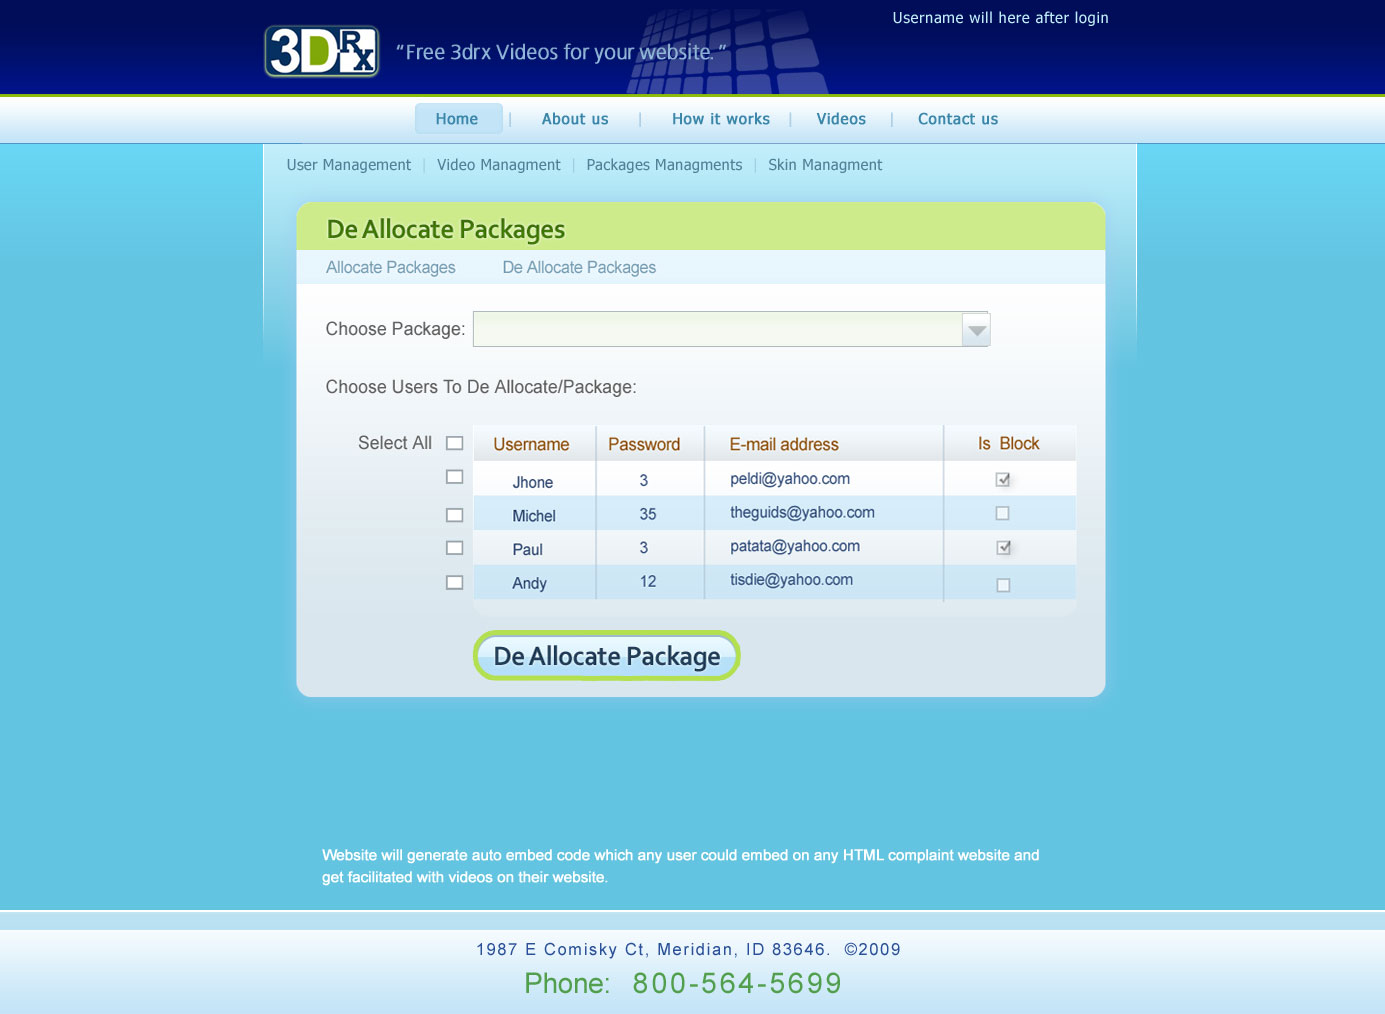 Username will here after login
3DRx "Free 3drx Videos for your website."
Home About us How it works Videos Contact us
User Management Video Managment Packages Managments Skin Managment
De Allocate Packages
Allocate Packages De Allocate Packages
Choose Package:
Choose Users To De Allocate/Package:
Select All Username Password E-mail address Is Block
Jhone 3 peldi@yahoo.com
Michel 35 theguids@yahoo.com
Paul 3 patata@yahoo.com
Andy 12 tisdie@yahoo.com
De Allocate Package
Website will generate auto embed code which any user could embed on any HTML complaint website and
get facilitated with videos on their website.
1987 E Comisky Ct, Meridian, ID 83646. ©2009
Phone: 800-564-5699